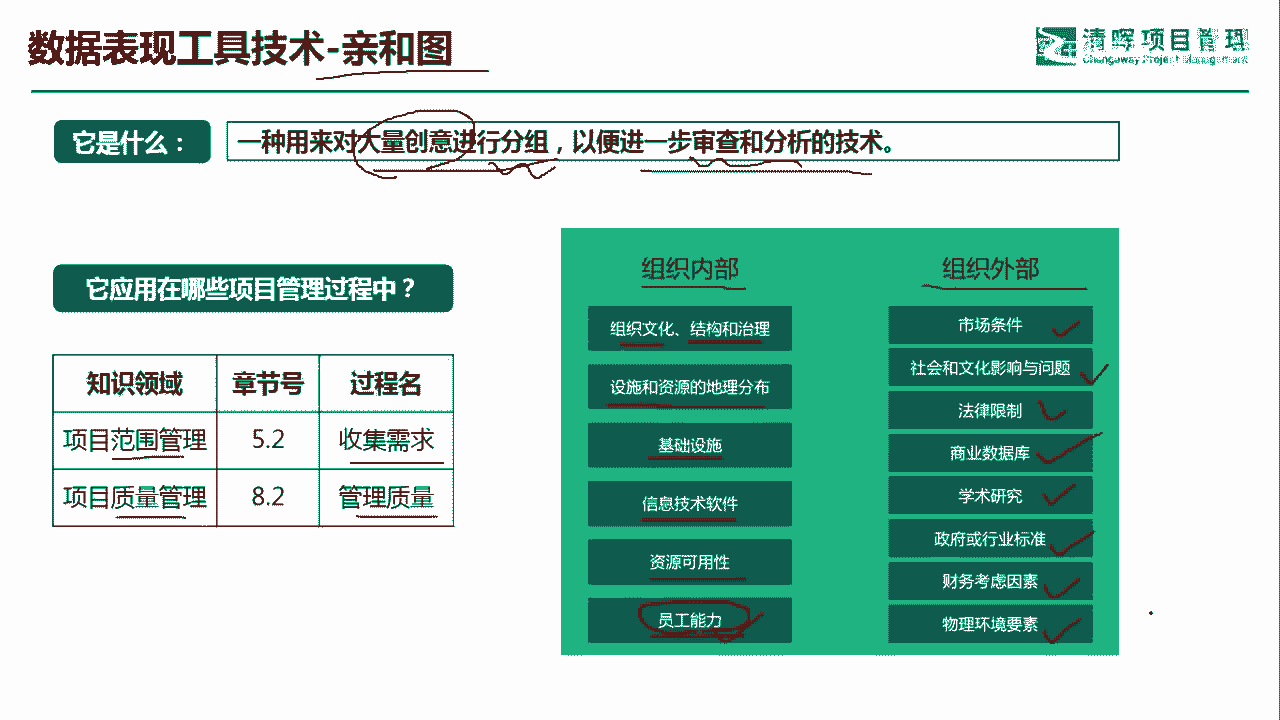 数据表现工具技术-亲和图
清晖项目管理
Changeway Project Management
它是什么：
一种用来对大量创意进行分组，以便进一步审查和分析的技术。
它应用在哪些项目管理过程中？
知识领域 章节号 过程名
项目范围管理 5.2 收集需求
项目质量管理 8.2 管理质量
组织内部
组织文化、结构和治理
设施和资源的地理分布
基础设施
信息技术软件
资源可用性
员工能力
组织外部
市场条件
社会和文化影响与问题
法律限制
商业数据库
学术研究
政府或行业标准
财务考虑因素
物理环境要素